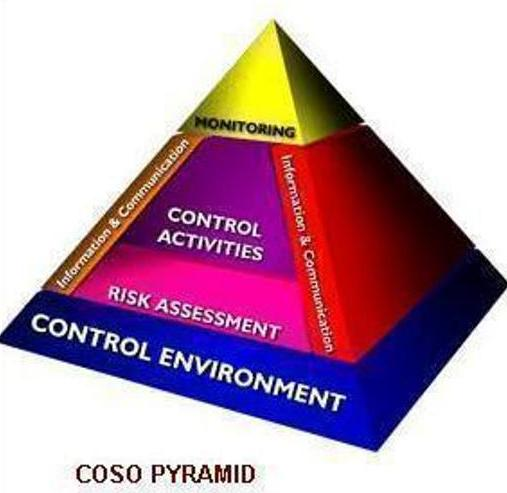 MONITORING
Information & Communication
Information & Communication
CONTROL
ACTIVITIES
RISK ASSESSMENT
CONTROL ENVIRONMENT
COSO PYRAMID